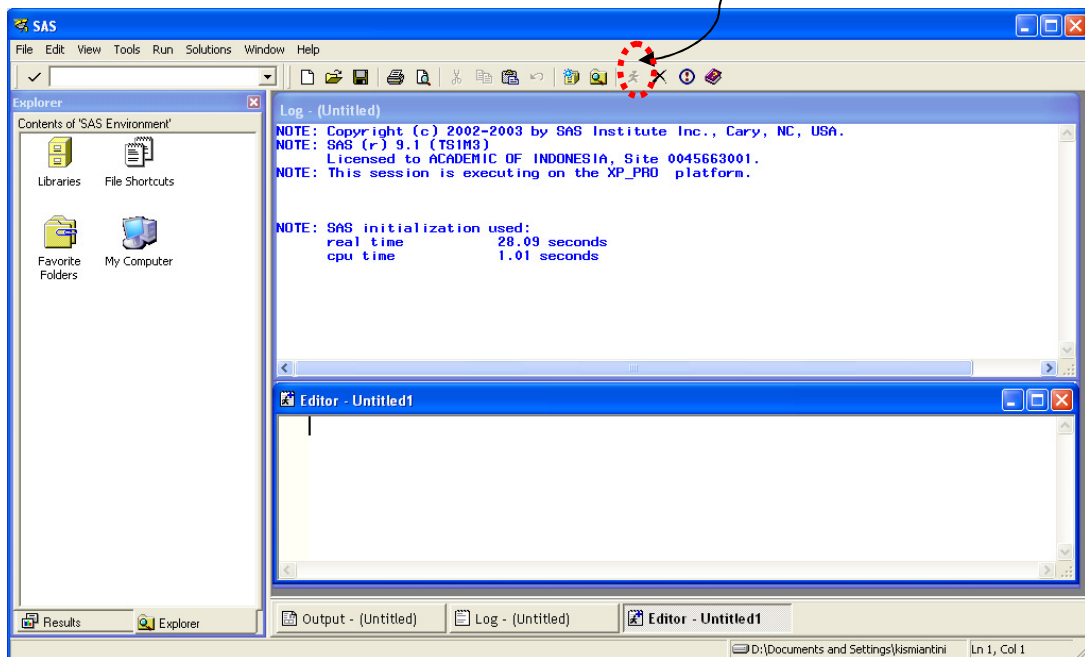 SAS
File Edit View Tools Run Solutions Window Help
Explorer
Contents of 'SAS Environment'
Libraries
File Shortcuts
Favorite Folders
My Computer
Log - (Untitled)
NOTE: Copyright (c) 2002-2003 by SAS Institute Inc., Cary, NC, USA.
NOTE: SAS (r) 9.1 (TS1M3)
Licensed to ACADEMIC OF INDONESIA, Site 0045663001.
NOTE: This session is executing on the XP_PRO platform.
NOTE: SAS initialization used:
real time 28.09 seconds
cpu time 1.01 seconds
Editor - Untitled1
Results
Explorer
Output - (Untitled)
Log - (Untitled)
Editor - Untitled1
D:\Documents and Settings\kismiantini
Ln 1, Col 1